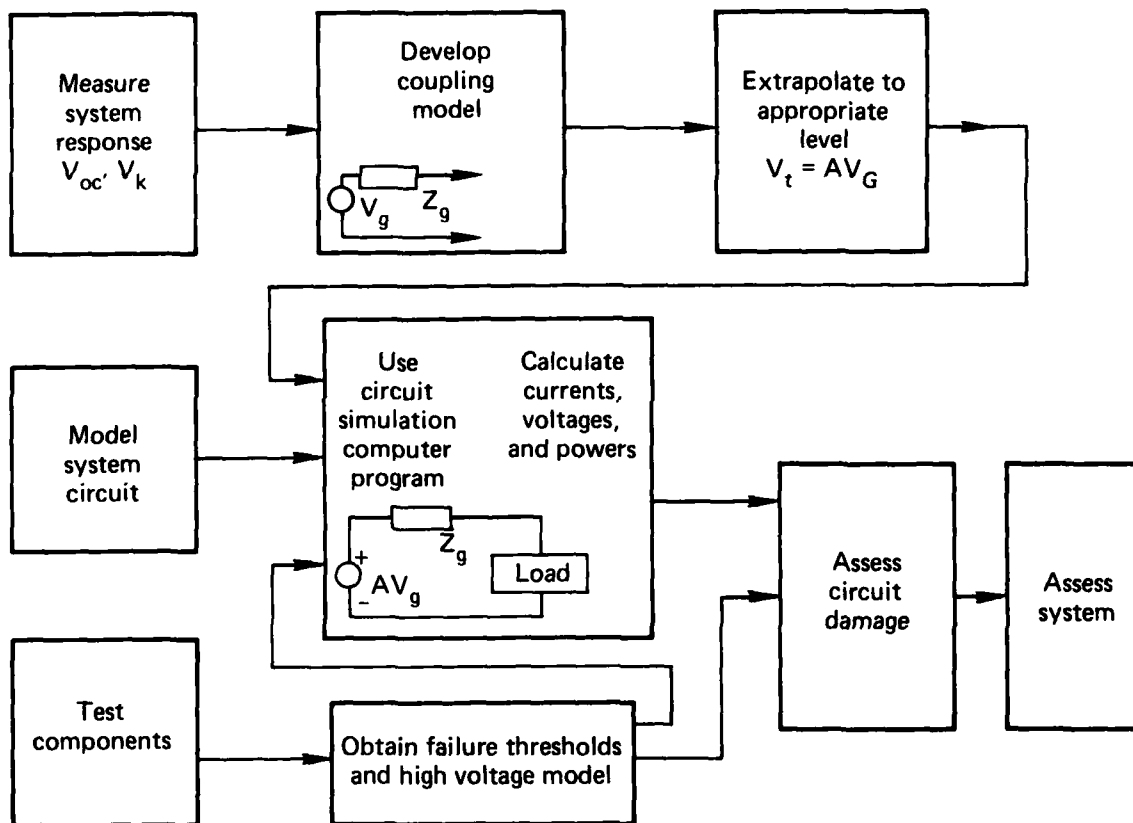 Measure
system
response
V_oc, V_k
Develop
coupling
model
V_g
Z_g
Extrapolate to
appropriate
level
V_t = AV_G
Model
system
circuit
Use
circuit
simulation
computer
program
Calculate
currents,
voltages,
and powers
Z_g
+
AV_g
–
Load
Test
components
Obtain failure thresholds
and high voltage model
Assess
circuit
damage
Assess
system